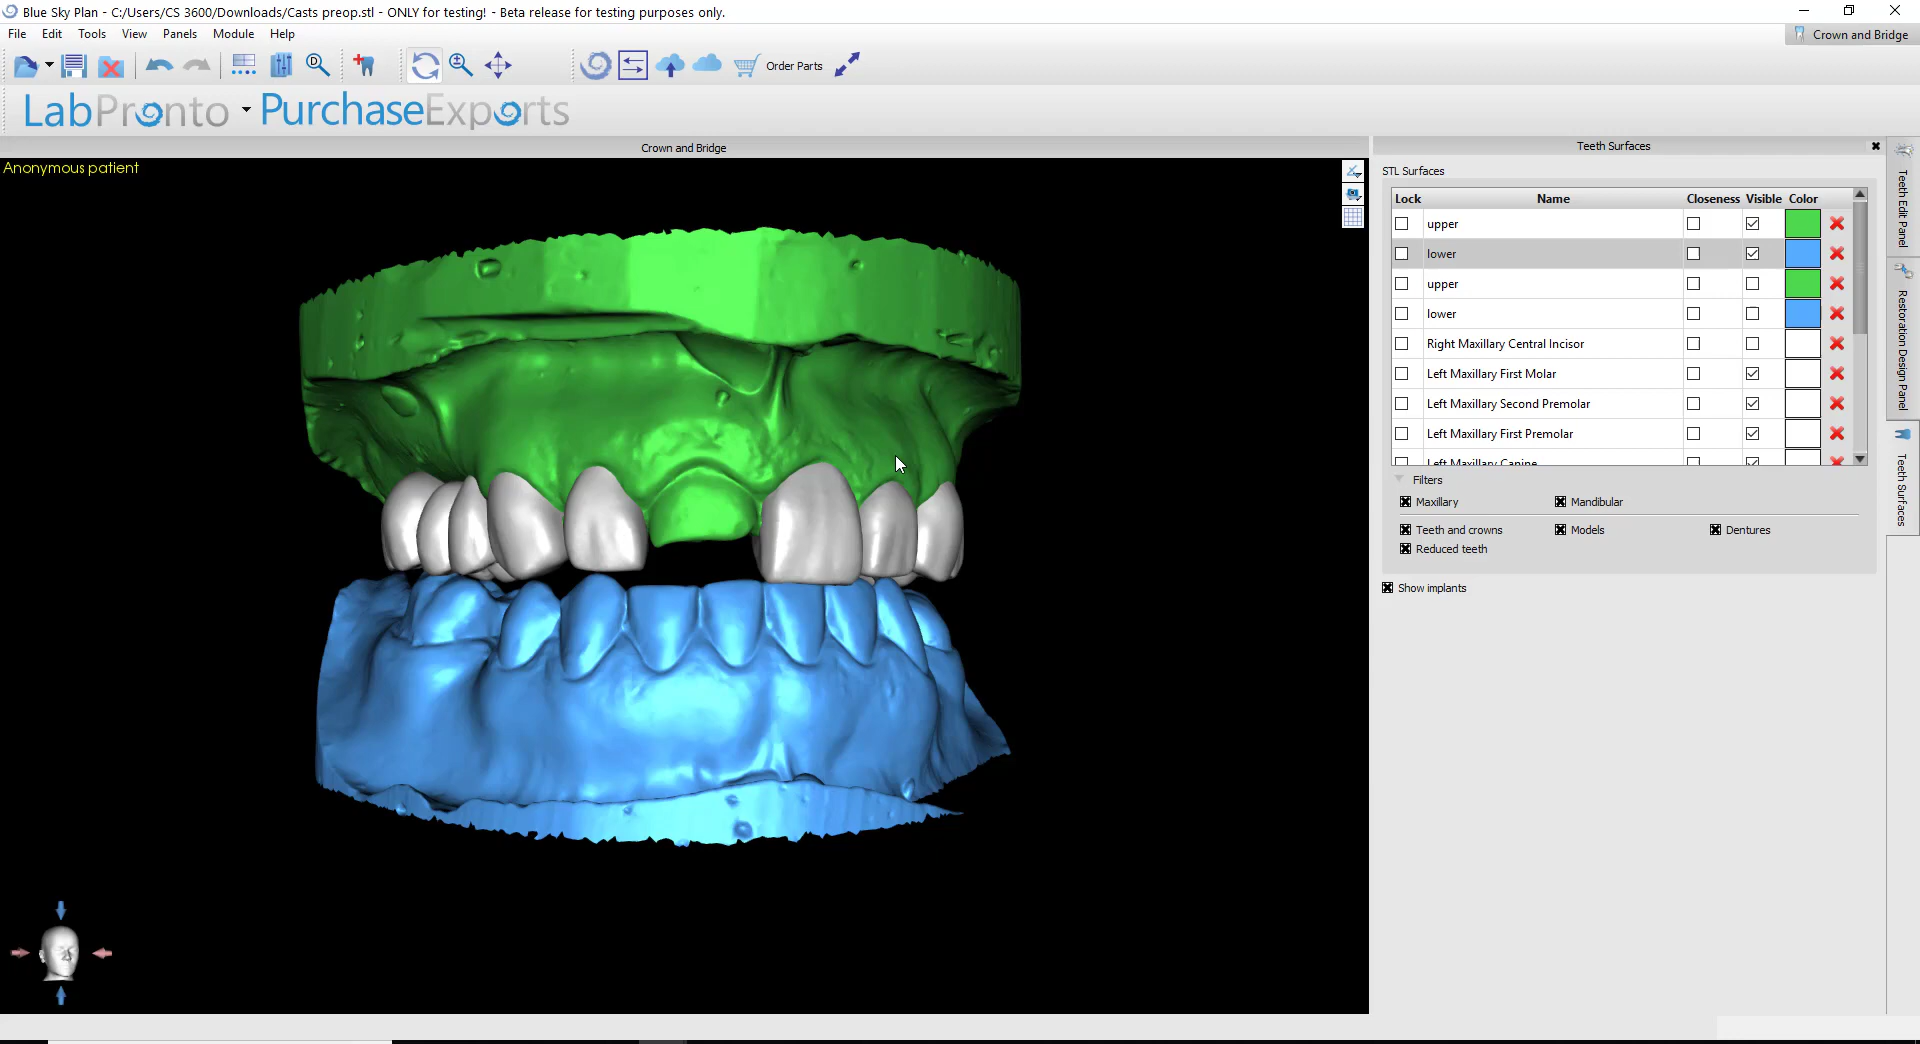 Blue Sky Plan - C:/Users/CS 3600/Downloads/Casts preop.stl - ONLY for testing! - Beta release for testing purposes only.
File Edit Tools View Panels Module Help
Crown and Bridge
D
Order Parts
LabPronto PurchaseExports
Crown and Bridge
Anonymous patient
Teeth Surfaces
STL Surfaces
Lock Name Closeness Visible Color
upper
lower
upper
lower
Right Maxillary Central Incisor
Left Maxillary First Molar
Left Maxillary Second Premolar
Left Maxillary First Premolar
Left Maxillary Canine
Filters
Maxillary Mandibular
Teeth and crowns Models Dentures
Reduced teeth
Show implants
Teeth Edit Panel
Restoration Design Panel
Teeth Surfaces